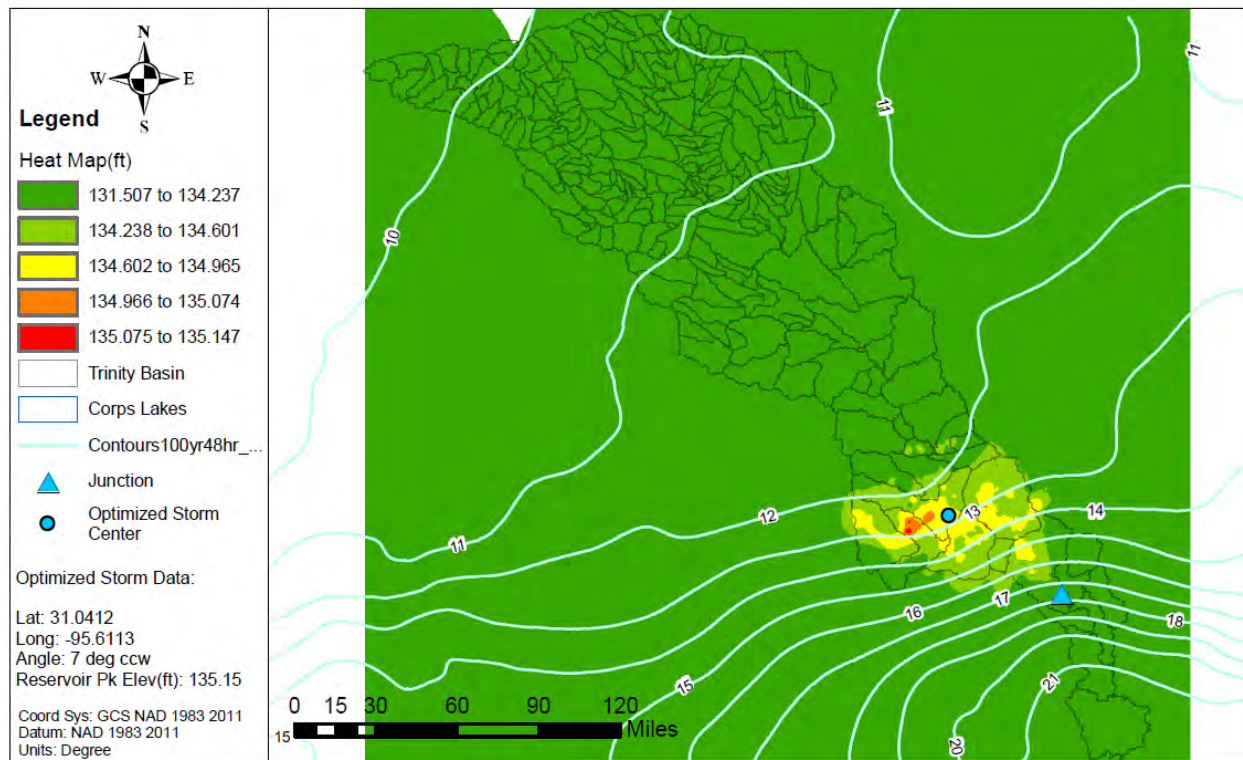 N
W E
S
Legend
Heat Map(ft)
131.507 to 134.237
134.238 to 134.601
134.602 to 134.965
134.966 to 135.074
135.075 to 135.147
Trinity Basin
Corps Lakes
Contours100yr48hr_...
Junction
Optimized Storm
Center
Optimized Storm Data:
Lat: 31.0412
Long: -95.6113
Angle: 7 deg ccw
Reservoir Pk Elev(ft): 135.15
Coord Sys: GCS NAD 1983 2011
Datum: NAD 1983 2011
Units: Degree
11
11
10
12
13
14
11
17
16
18
15
21
20
15
0 15 30 60 90 120
Miles